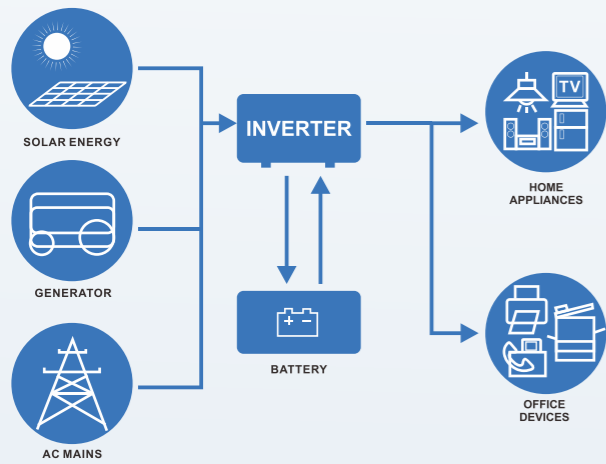 SOLAR ENERGY
GENERATOR
AC MAINS
INVERTER
+ −
BATTERY
TV
HOME
APPLIANCES
OFFICE
DEVICES